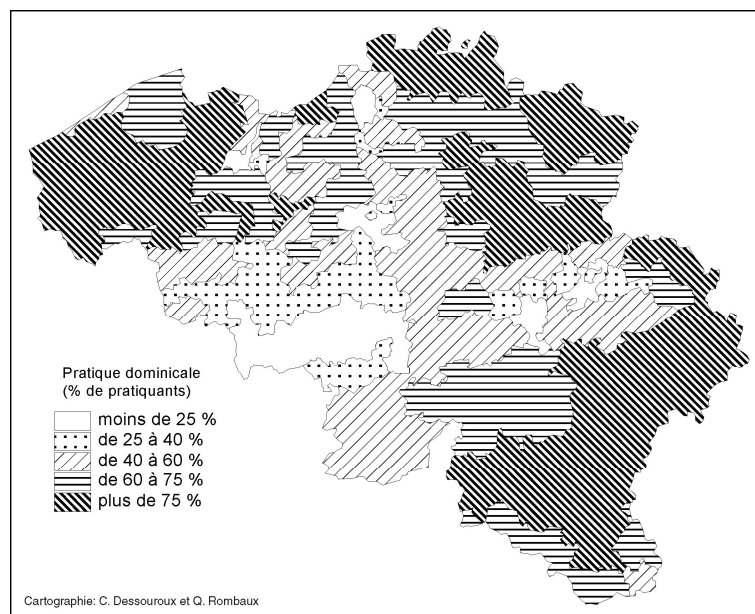 Pratique dominicale
(% de pratiquants)
moins de 25 %
de 25 à 40 %
de 40 à 60 %
de 60 à 75 %
plus de 75 %
Cartographie: C. Dessouroux et Q. Rombaux